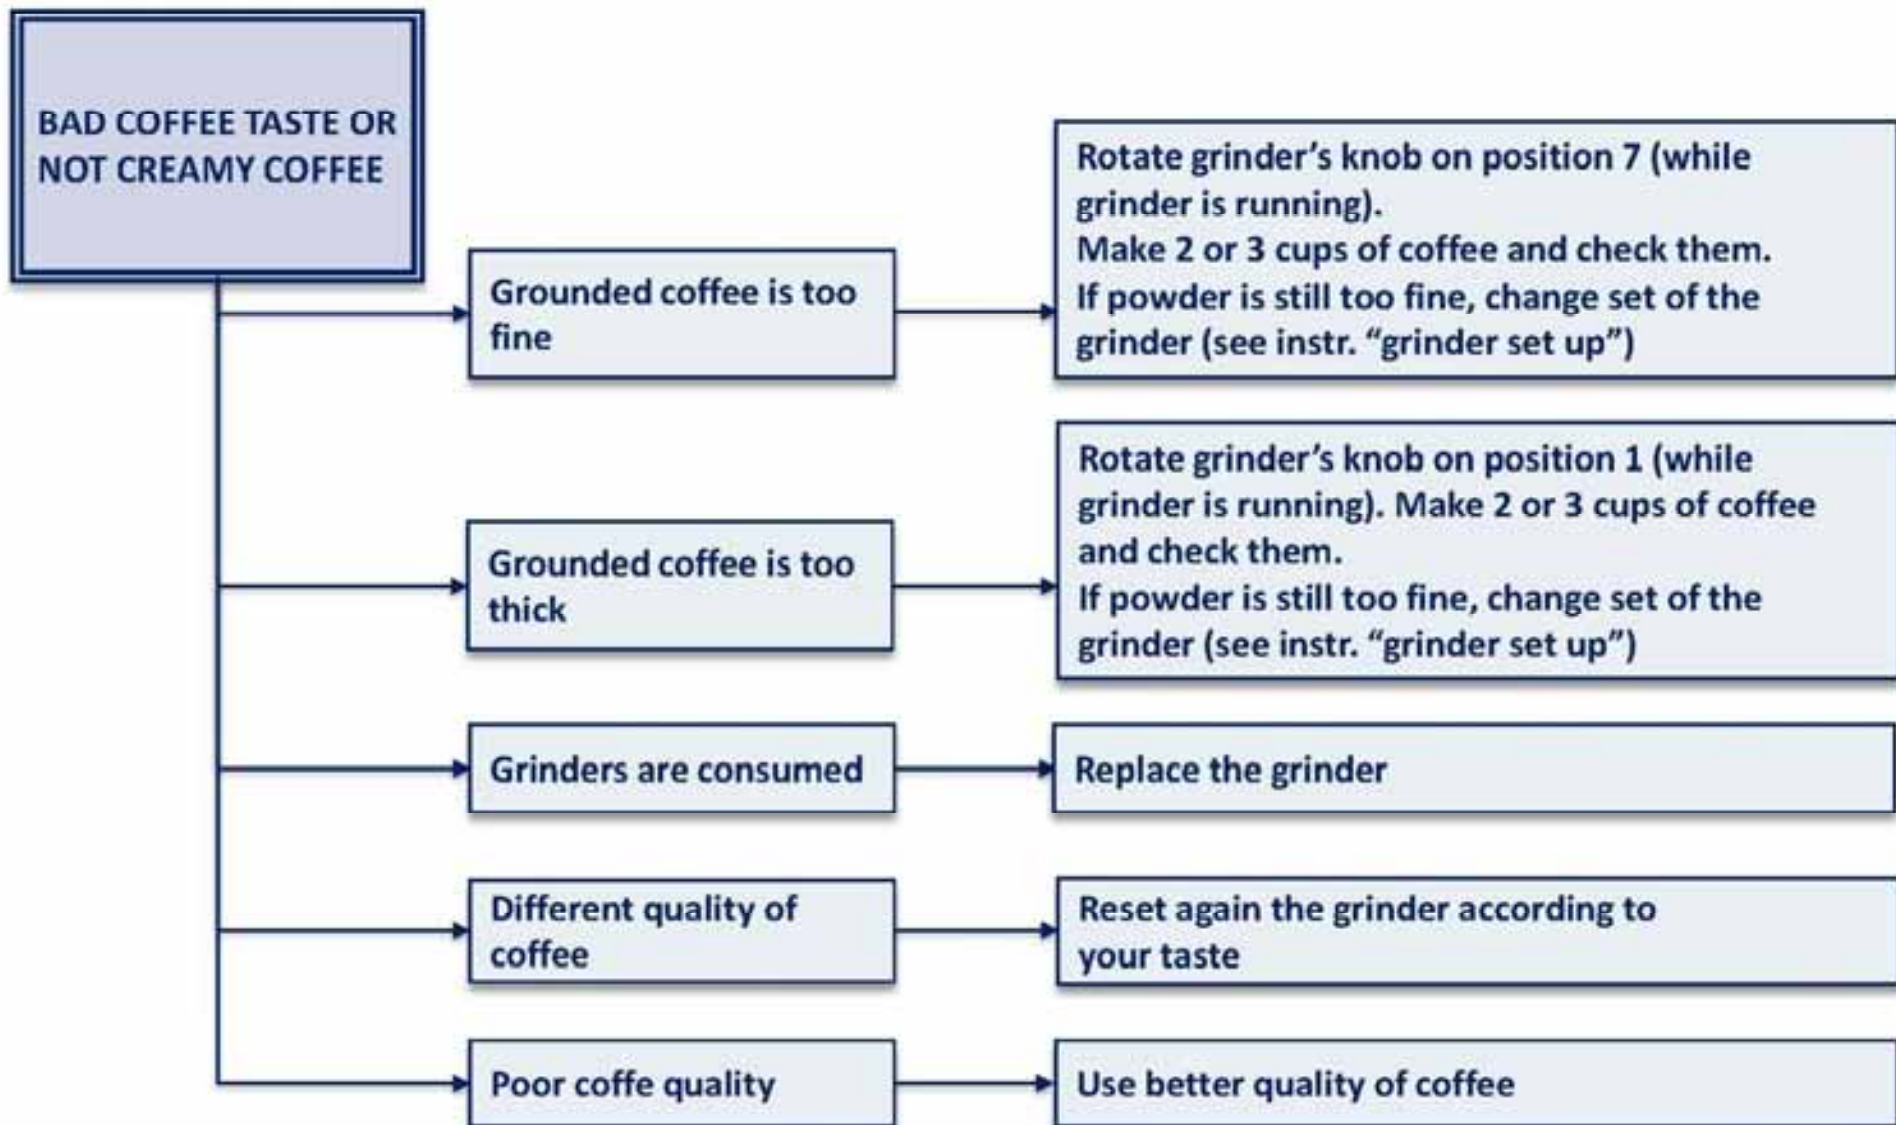 BAD COFFEE TASTE OR
NOT CREAMY COFFEE
Grounded coffee is too
fine
Rotate grinder’s knob on position 7 (while
grinder is running).
Make 2 or 3 cups of coffee and check them.
If powder is still too fine, change set of the
grinder (see instr. “grinder set up”)
Grounded coffee is too
thick
Rotate grinder’s knob on position 1 (while
grinder is running). Make 2 or 3 cups of coffee
and check them.
If powder is still too fine, change set of the
grinder (see instr. “grinder set up”)
Grinders are consumed
Replace the grinder
Different quality of
coffee
Reset again the grinder according to
your taste
Poor coffe quality
Use better quality of coffee